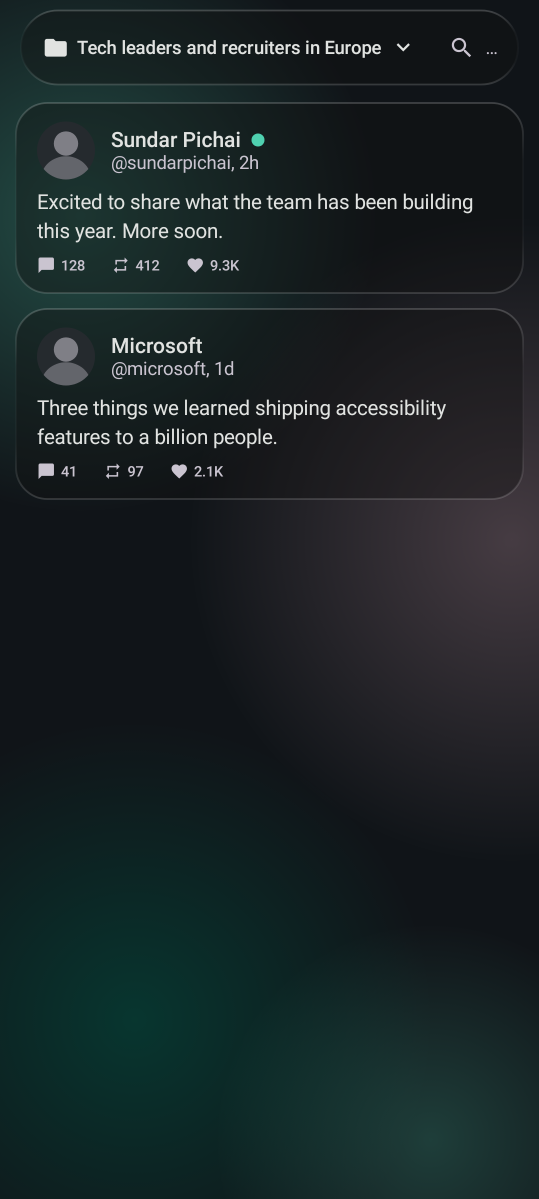 Tech leaders and recruiters in Europe
...
Sundar Pichai
@sundarpichai, 2h
Excited to share what the team has been building
this year. More soon.
128 412 9.3K
Microsoft
@microsoft, 1d
Three things we learned shipping accessibility
features to a billion people.
41 97 2.1K